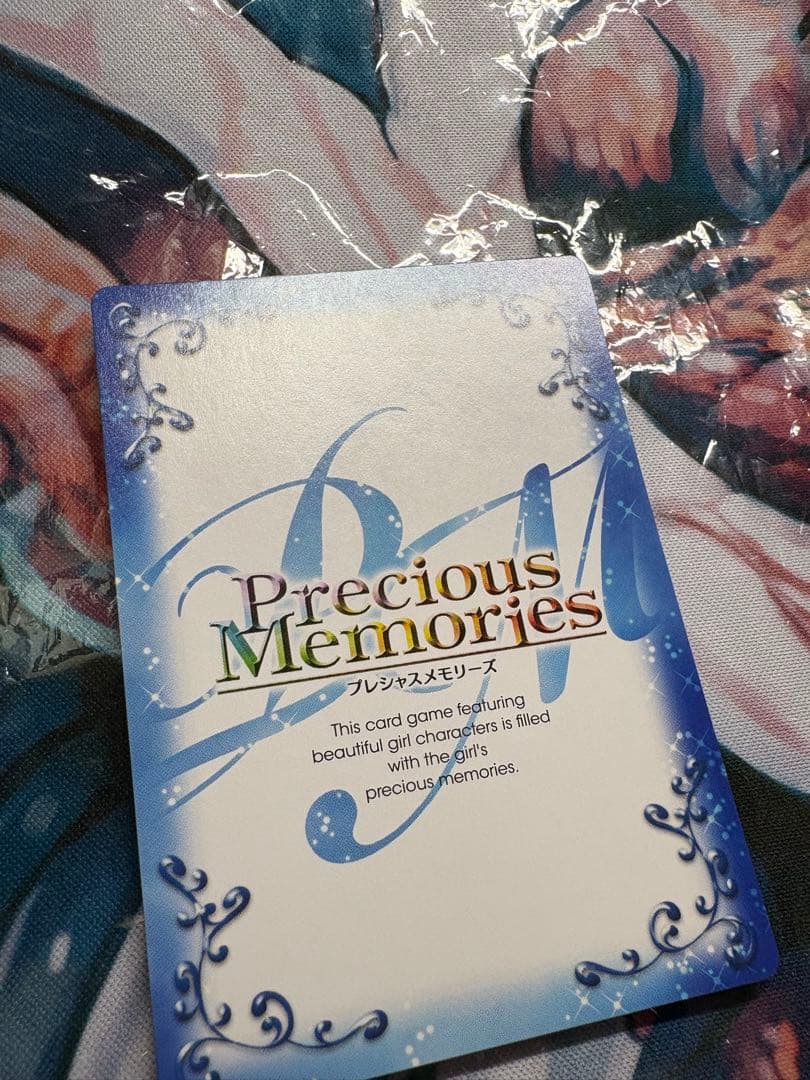 PM
Precious
Memories
プレシャスメモリーズ
This card game featuring
beautiful girl characters is filled
with the girl's
precious memories.